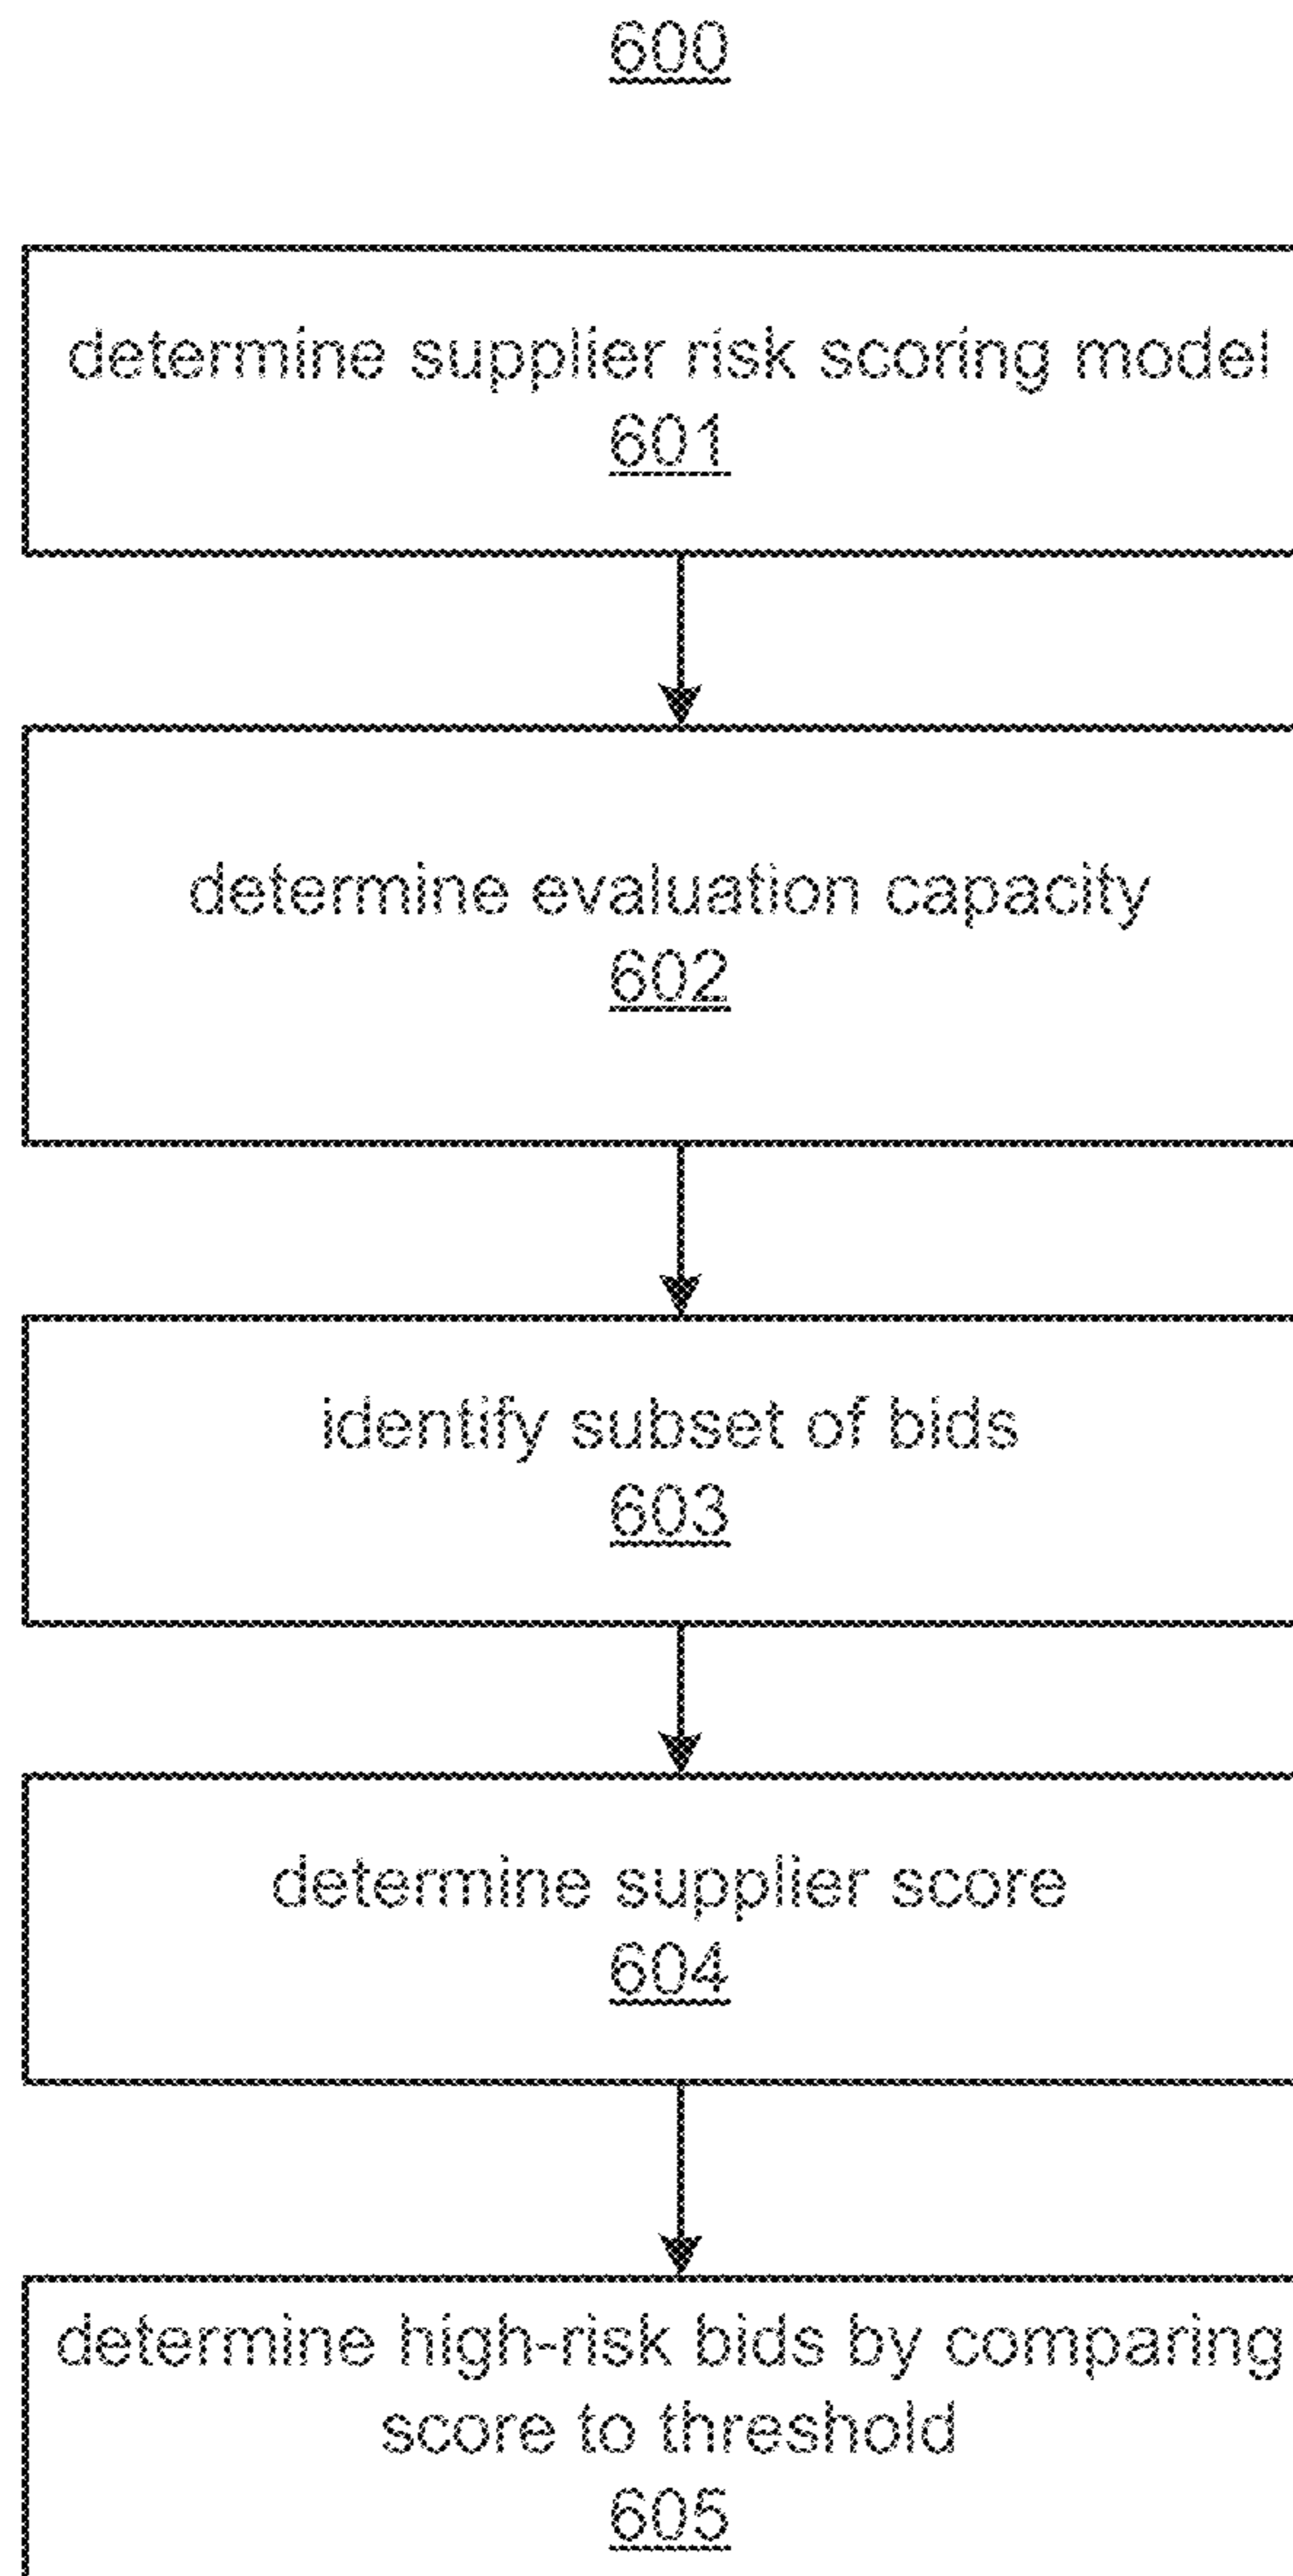 600
determine supplier risk scoring model
601
determine evaluation capacity
602
identify subset of bids
603
determine supplier score
604
determine high-risk bids by comparing
score to threshold
605